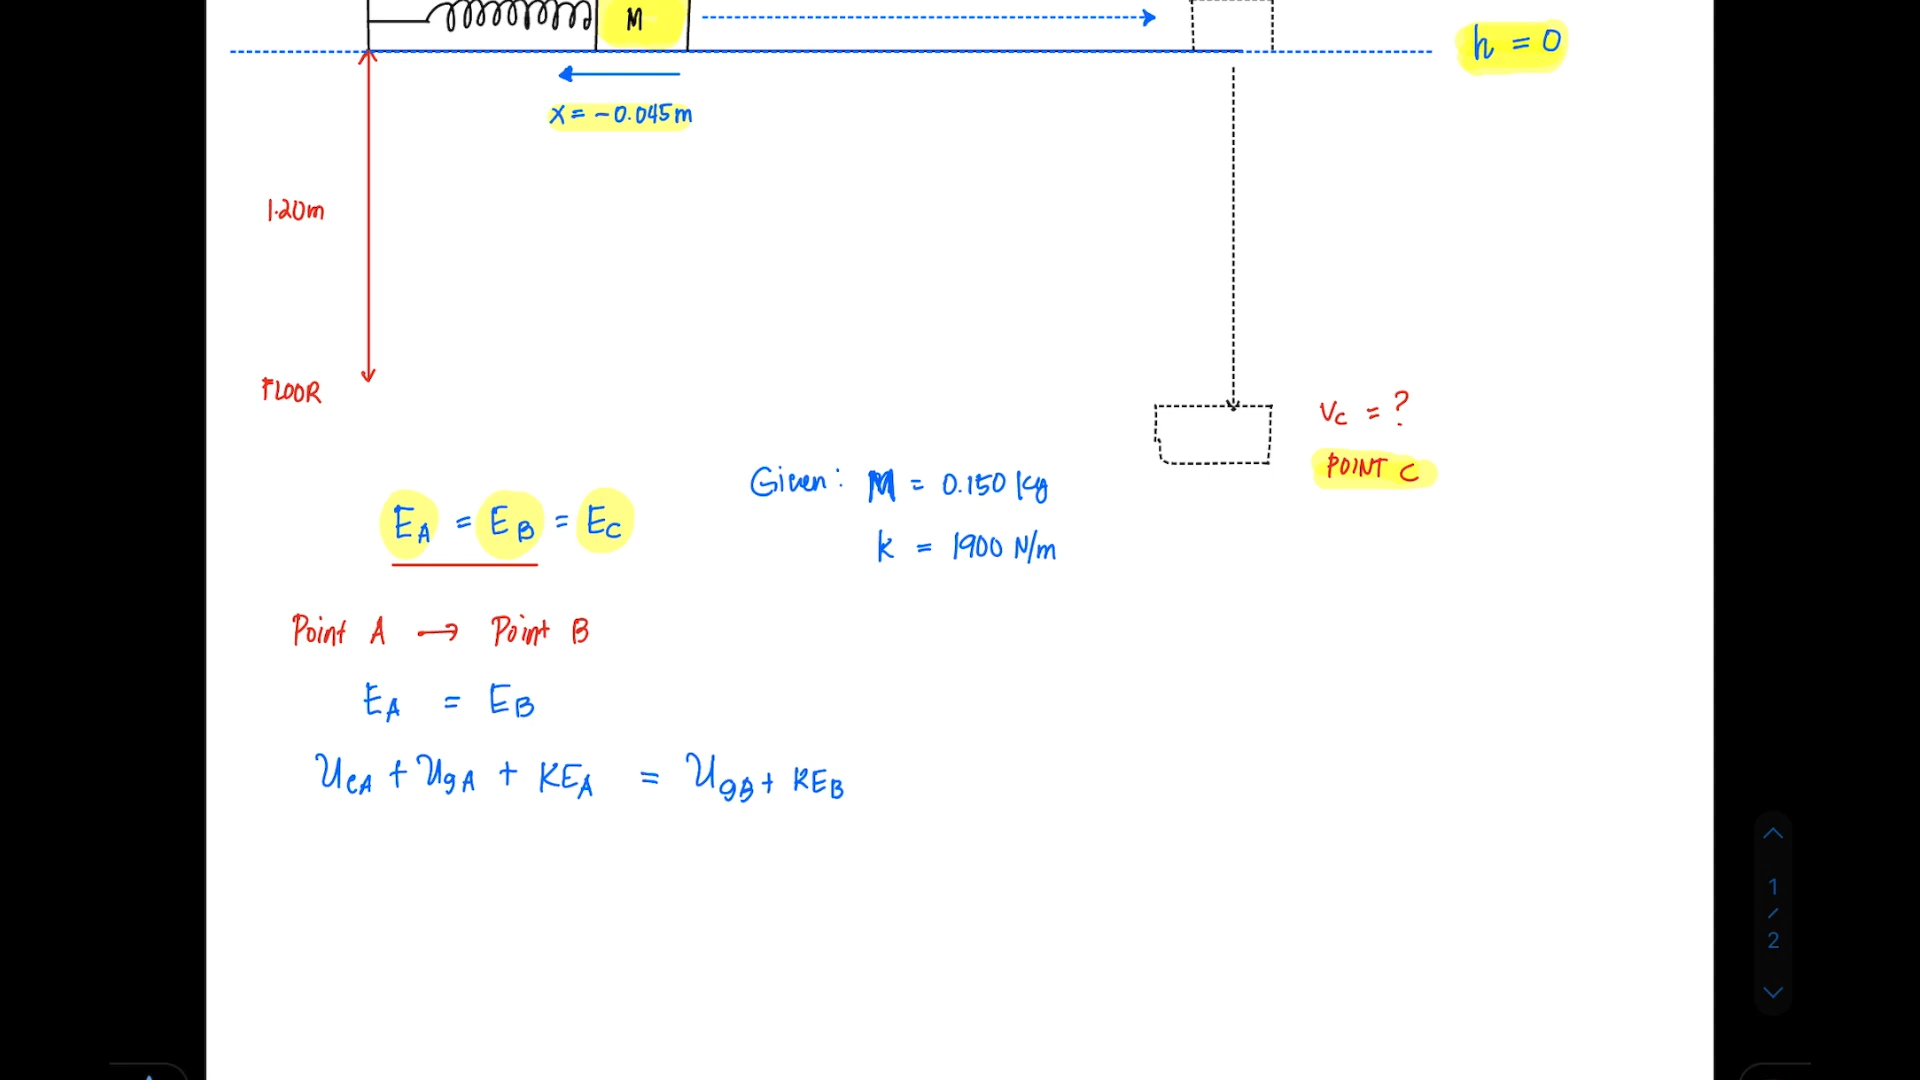 M
h = 0
x = -0.045m
1.20m
FLOOR
Vc = ?
POINT C
Given: M = 0.150 kg
k = 1900 N/m
EA = EB = EC
Point A → Point B
EA = EB
UeA + UgA + KEA = UgB + KEB
1
/
2